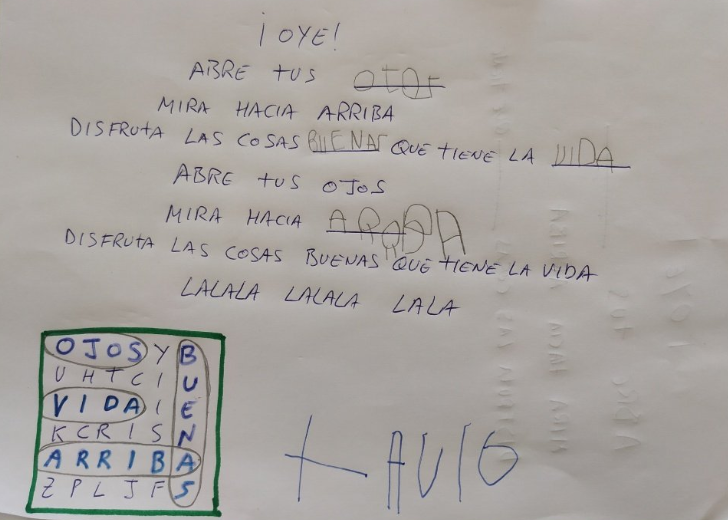 ¡OYE!
ABRE TUS OJOS
MIRA HACIA ARRIBA
DISFRUTA LAS COSAS BUENAS QUE TIENE LA VIDA
ABRE TUS OJOS
MIRA HACIA
DISFRUTA LAS COSAS BUENAS QUE TIENE LA VIDA
LALALA LALALA LALA
OJOSYB
UHTCIU
VIDAIE
KCRISN
ARRIBA
ZPLJFS